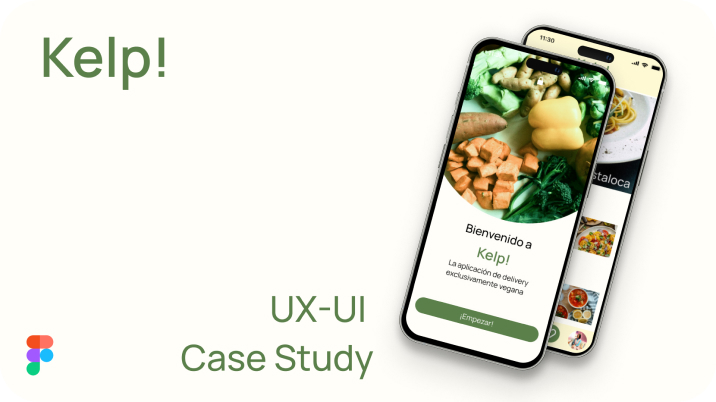 Kelp!
UX-UI
Case Study
Bienvenido a
Kelp!
La aplicación de delivery
exclusivamente vegana
¡Empezar!
11:30
staloca